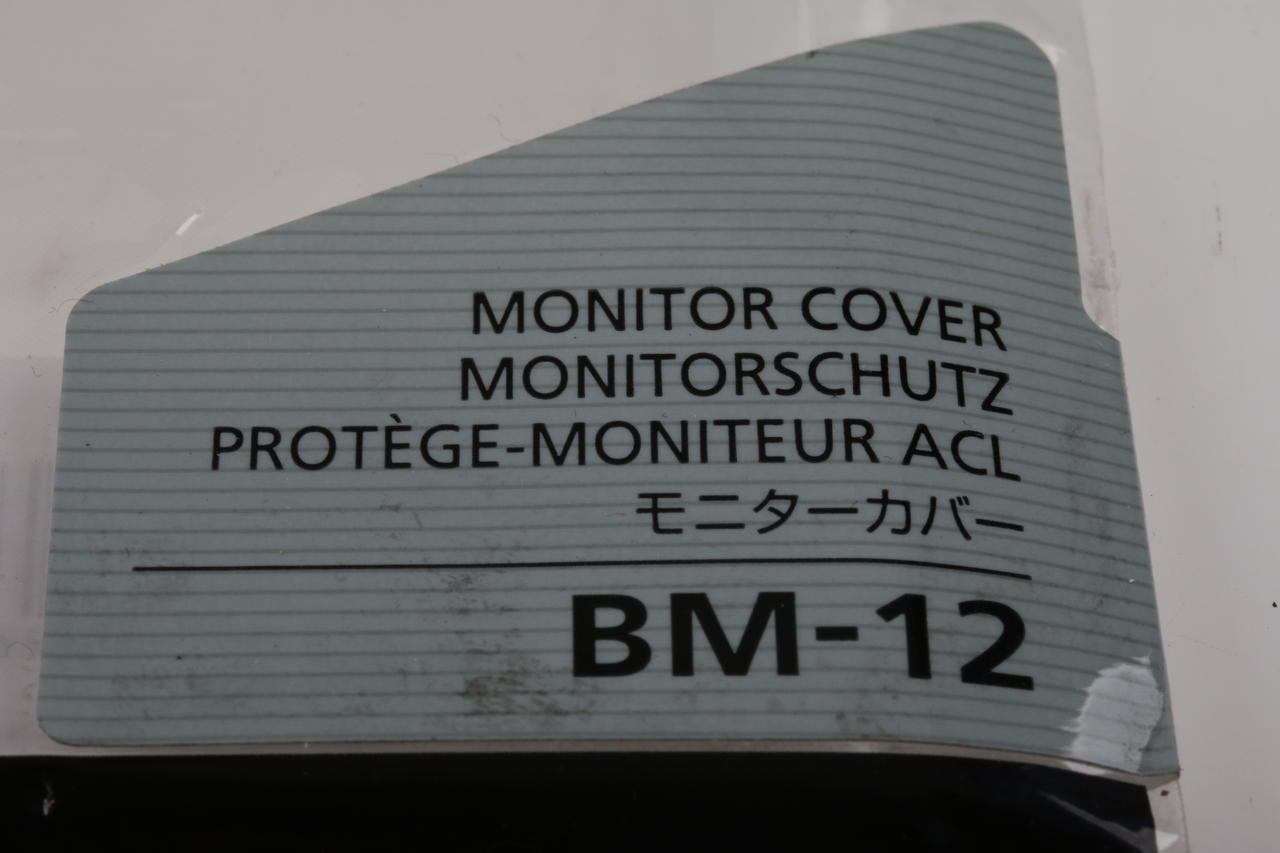 MONITOR COVER
MONITORSCHUTZ
PROTÈGE-MONITEUR ACL
モニターカバー
BM-12